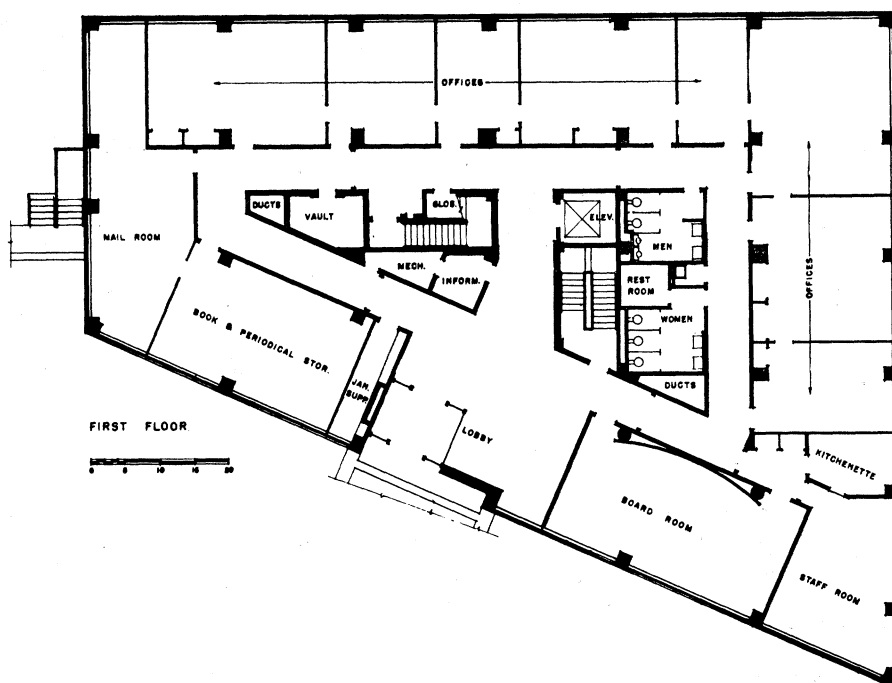 OFFICES
DUCTS
VAULT
CLOS.
ELEV.
MEN
MAIL ROOM
MECH.
INFORM.
REST
ROOM
OFFICES
BOOK & PERIODICAL STOR.
WOMEN
JAN.
SUPP.
DUCTS
FIRST FLOOR
LOBBY
KITCHENETTE
0 5 10 15 20
BOARD ROOM
STAFF ROOM